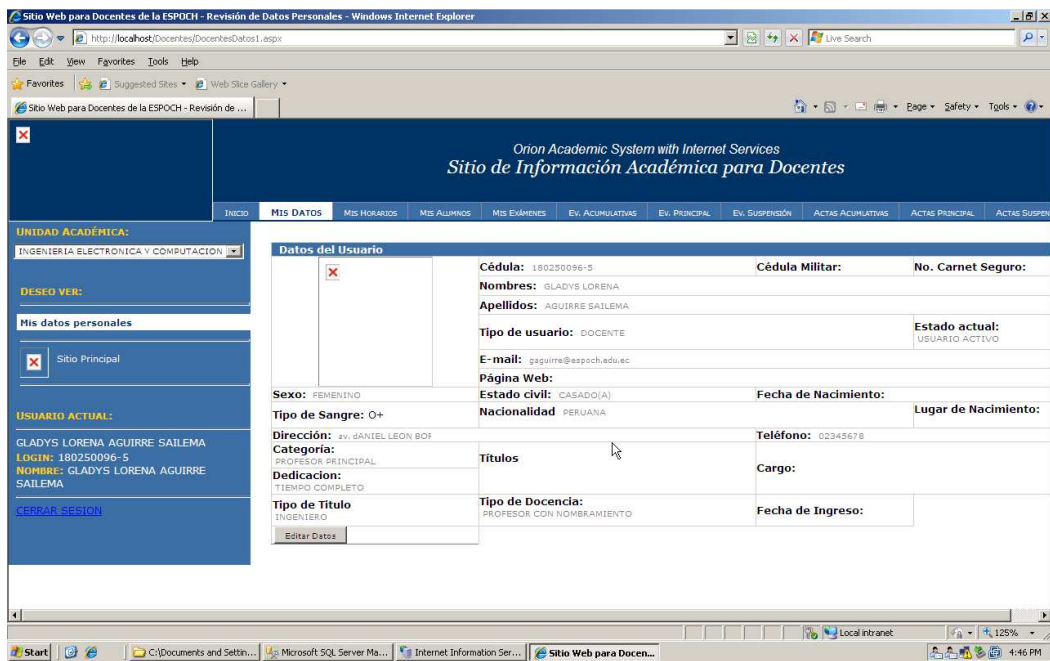 Sitio Web para Docentes de la ESPOCH - Revisión de Datos Personales - Windows Internet Explorer
http://localhost/Docentes/DocentesDatos1.aspx
Live Search
File Edit View Favorites Tools Help
Favorites Suggested Sites Web Slice Gallery
Sitio Web para Docentes de la ESPOCH - Revisión de ...
Page Safety Tools
Orion Academic System with Internet Services
Sitio de Información Académica para Docentes
INICIO MIS DATOS MIS HORARIOS MIS ALUMNOS MIS EXÁMENES EV. ACUMULATIVAS EV. PRINCIPAL EV. SUSPENSIÓN ACTAS ACUMLATIVAS ACTAS PRINCIPAL ACTAS SUSPEN
UNIDAD ACADÉMICA:
INGENIERIA ELECTRONICA Y COMPUTACION
DESEO VER:
Mis datos personales
Sitio Principal
USUARIO ACTUAL:
GLADYS LORENA AGUIRRE SAILEMA
LOGIN: 180250096-5
NOMBRE: GLADYS LORENA AGUIRRE
SAILEMA
CERRAR SESION
Datos del Usuario
Cédula: 180250096-5 Cédula Militar: No. Carnet Seguro:
Nombres: GLADYS LORENA
Apellidos: AGUIRRE SAILEMA
Tipo de usuario: DOCENTE Estado actual:
USUARIO ACTIVO
E-mail: gaguirre@espoch.edu.ec
Página Web:
Sexo: FEMENINO Estado civil: CASADO(A) Fecha de Nacimiento:
Tipo de Sangre: O+ Nacionalidad PERUANA Lugar de Nacimiento:
Dirección: av. dANIEL LEON BOR Teléfono: 02345678
Categoría:
PROFESOR PRINCIPAL
Títulos Cargo:
Dedicacion:
TIEMPO COMPLETO
Tipo de Titulo
INGENIERO
Tipo de Docencia:
PROFESOR CON NOMBRAMIENTO
Fecha de Ingreso:
Editar Datos
Local intranet 125%
Start C:\Documents and Settin... Microsoft SQL Server Ma... Internet Information Ser... Sitio Web para Docen... 4:46 PM